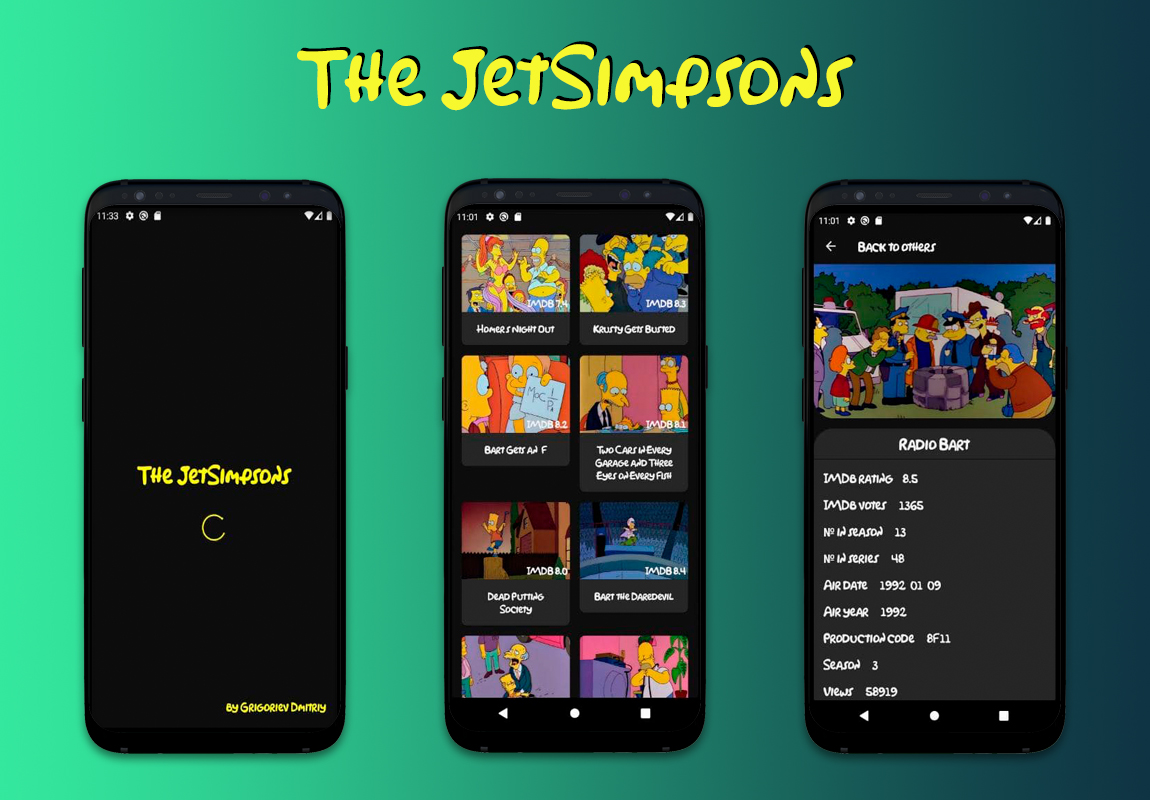 The JetSimpsons
11:33
The JetSimpsons
by Grigoriev Dmitriy
11:01
IMDB 7.4
IMDB 8.3
Homers Night Out
Krusty Gets Busted
Moc 1
Pi
IMDB 8.2
IMDB 8.1
Bart Gets an F
Two Cars in Every
Garage and Three
Eyes on Every Fish
IMDB 8.0
IMDB 8.4
Dead Putting
Society
Bart the Daredevil
11:01
Back to others
Radio Bart
IMDB rating 8.5
IMDB votes 1365
№ in season 13
№ in series 48
Air date 1992 01 09
Air year 1992
Production code 8F11
Season 3
Views 58919